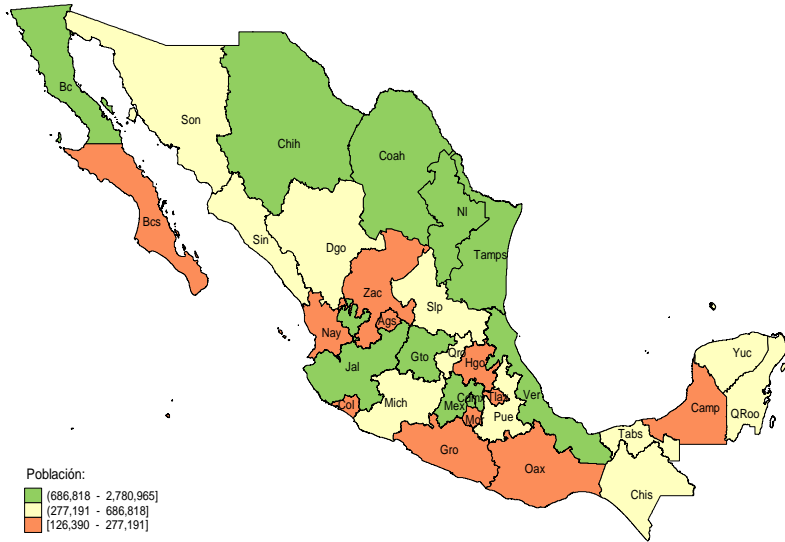 Bc
Son
Chih
Coah
Nl
Bcs
Sin
Dgo
Tamps
Zac
Slp
Nay
Ags
Jal
Gto
Qro
Hgo
Yuc
Ver
Col
Mich
Mex
Tlax
Pue
Camp
QRoo
Tabs
Gro
Oax
Chis
Población:
(686,818 - 2,780,965]
(277,191 - 686,818]
[126,390 - 277,191]